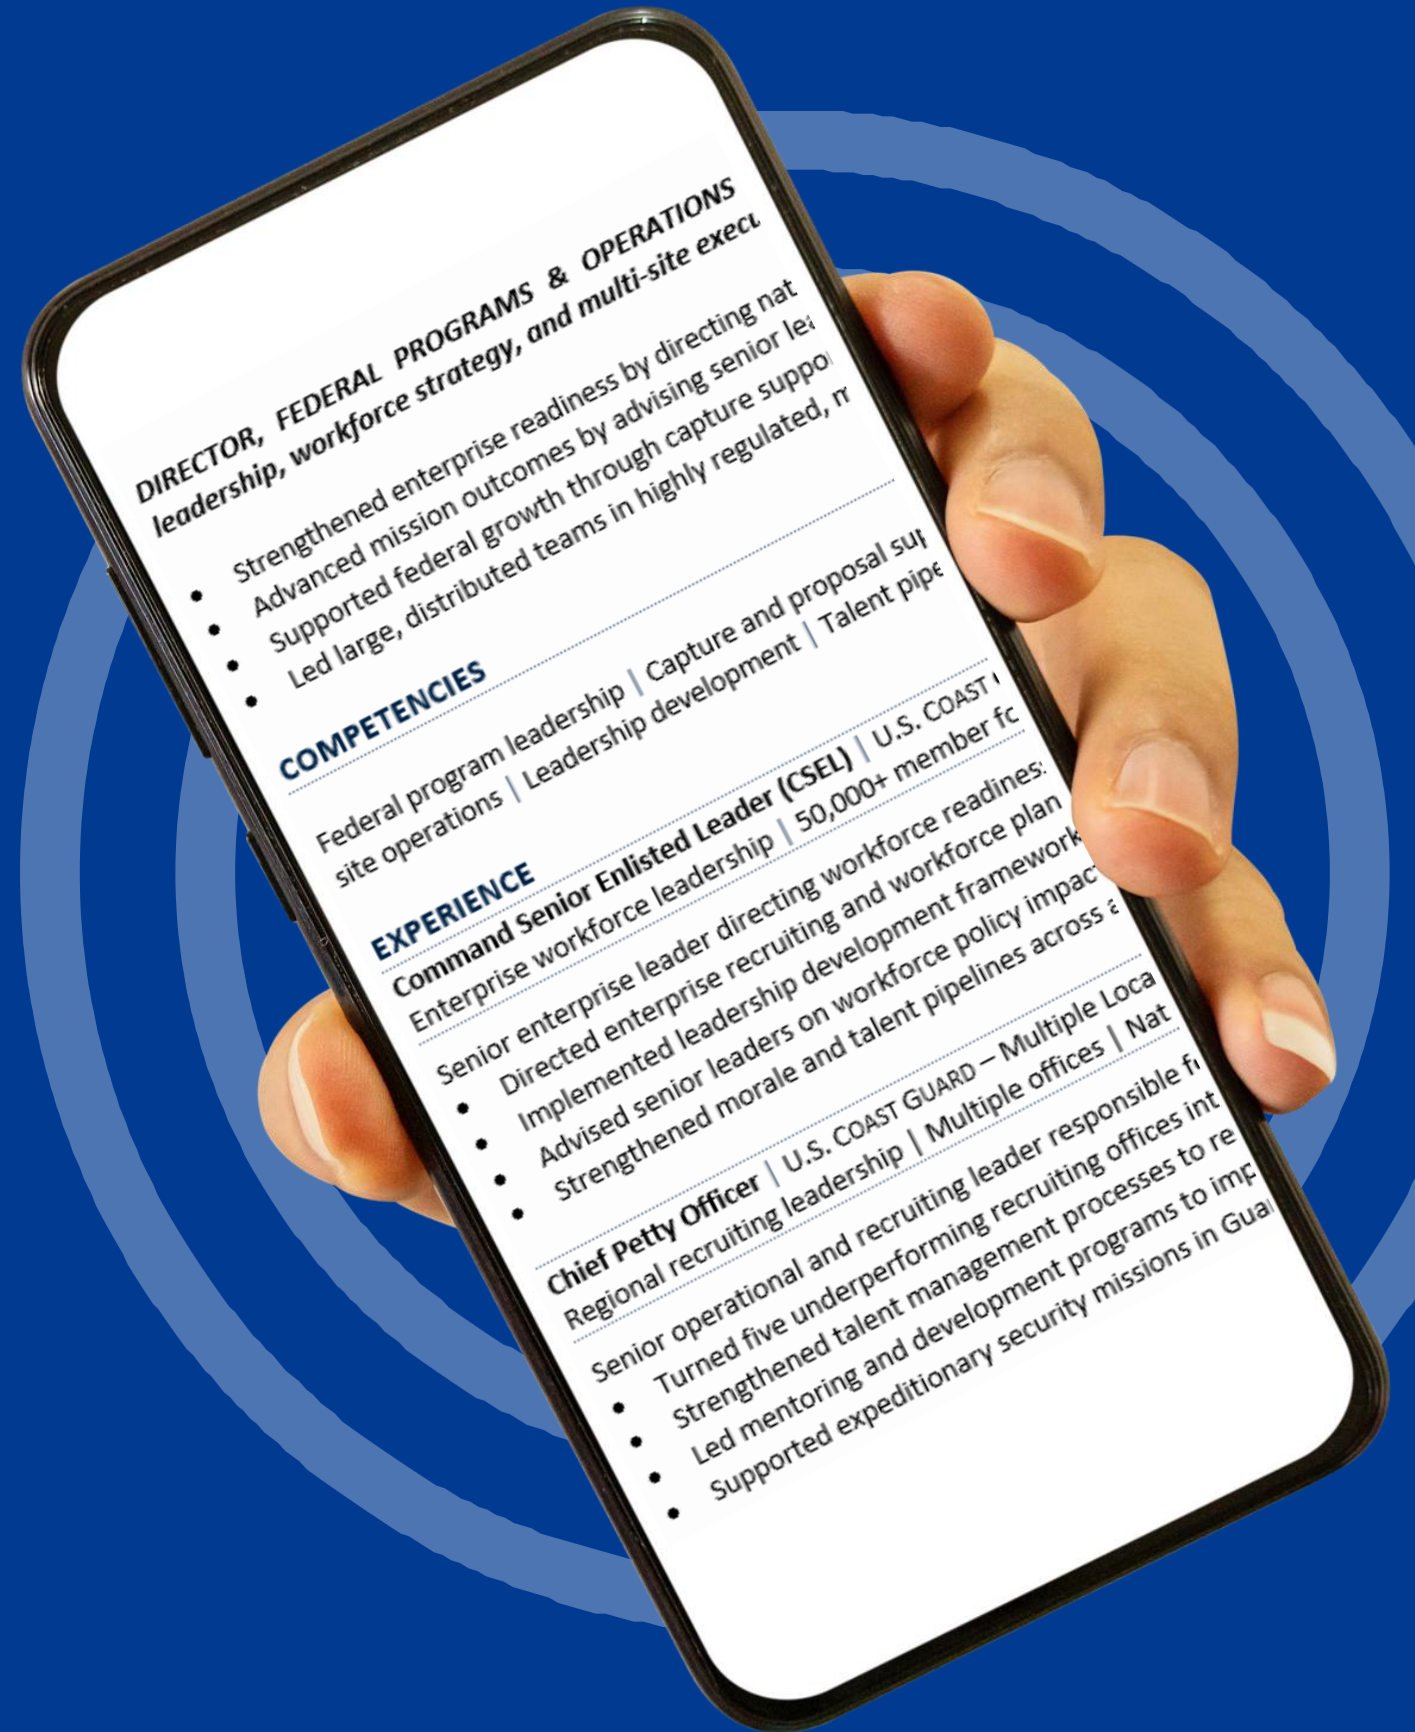 DIRECTOR, FEDERAL PROGRAMS & OPERATIONS
leadership, workforce strategy, and multi-site
• Strengthened enterprise readiness by directing
• Advanced mission outcomes by advising senior
• Supported federal growth through capture
• Led large, distributed teams in highly regulated,
COMPETENCIES
Federal program leadership | Capture and proposal
site operations | Leadership development | Talent
EXPERIENCE
Command Senior Enlisted Leader (CSEL) | U.S. COAST
Enterprise workforce leadership | 50,000+ member
Senior enterprise leader directing workforce
• Directed enterprise recruiting and workforce plan
• Implemented leadership development framework
• Advised senior leaders on workforce policy impact
• Strengthened morale and talent pipelines across
Chief Petty Officer | U.S. COAST GUARD – Multiple
Regional recruiting leadership | Multiple offices |
Senior operational and recruiting leader responsible
• Turned five underperforming recruiting offices
• Strengthened talent management processes to
• Led mentoring and development programs to
• Supported expeditionary security missions in